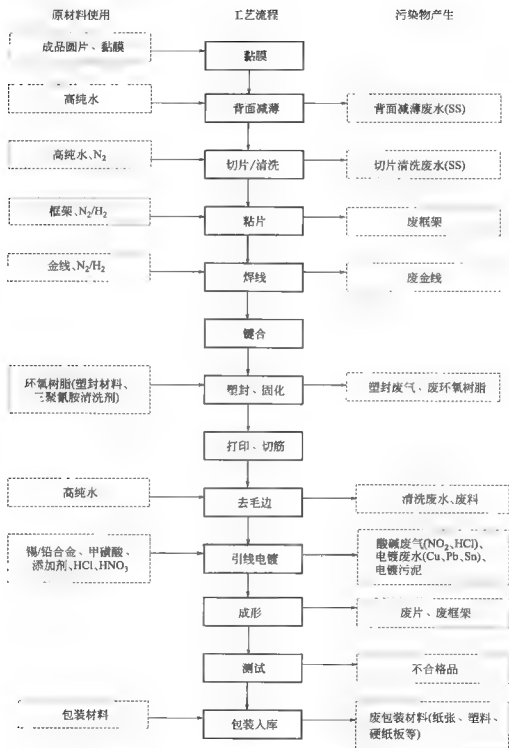 原材料使用 工艺流程 污染物产生
成品圆片、黏膜 黏膜
高纯水 背面减薄 背面减薄废水(SS)
高纯水、N2 切片/清洗 切片清洗废水(SS)
框架、N2/H2 粘片 废框架
金线、N2/H2 焊线 废金线
键合
环氧树脂(塑封材料、
三聚氰胺清洗剂) 塑封、固化 塑封废气、废环氧树脂
打印、切筋
高纯水 去毛边 清洗废水、废料
锡/铅合金、甲磺酸、
添加剂、HCl、HNO3 引线电镀 酸碱废气(NO2、HCl)、
电镀废水(Cu、Pb、Sn)、
电镀污泥
成形 废片、废框架
测试 不合格品
包装材料 包装入库 废包装材料(纸张、塑料、
硬纸板等)